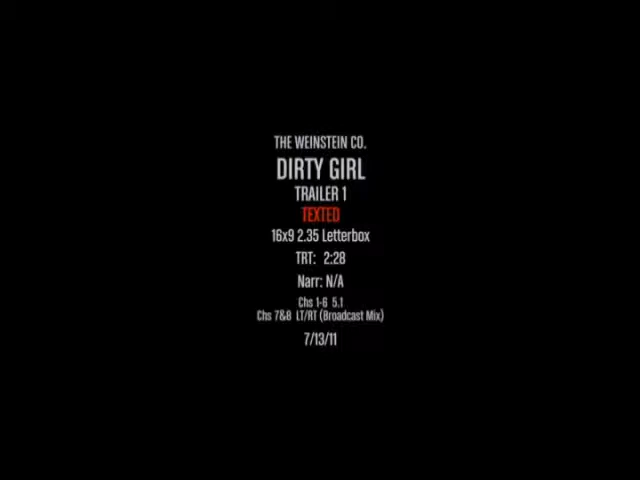 THE WEINSTEIN CO.
DIRTY GIRL
TRAILER 1
TEXTED
16x9 2.35 Letterbox
TRT: 2:28
Narr: N/A
Chs 1-6 5.1
Chs 7&8 LT/RT (Broadcast Mix)
7/13/11